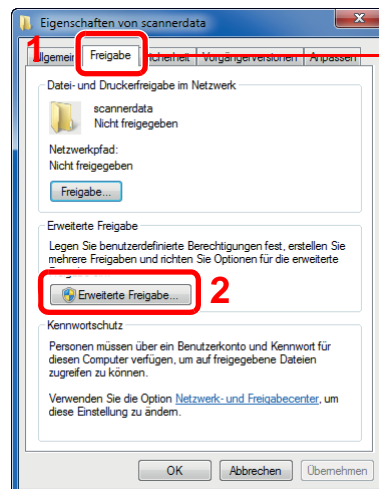 Eigenschaften von scannerdata
1
Freigabe
Vorgängerversionen
Anpassen
Datei- und Druckerfreigabe im Netzwerk
scannerdata
Nicht freigegeben
Netzwerkpfad:
Nicht freigegeben
Freigabe...
Erweiterte Freigabe
Legen Sie benutzerdefinierte Berechtigungen fest, erstellen Sie
mehrere Freigaben und richten Sie Optionen für die erweiterte
Erweiterte Freigabe...
2
Kennwortschutz
Personen müssen über ein Benutzerkonto und Kennwort für
diesen Computer verfügen, um auf freigegebene Dateien
zugreifen zu können.
Verwenden Sie die Option Netzwerk- und Freigabecenter, um
diese Einstellung zu ändern.
OK
Abbrechen
Übernehmen